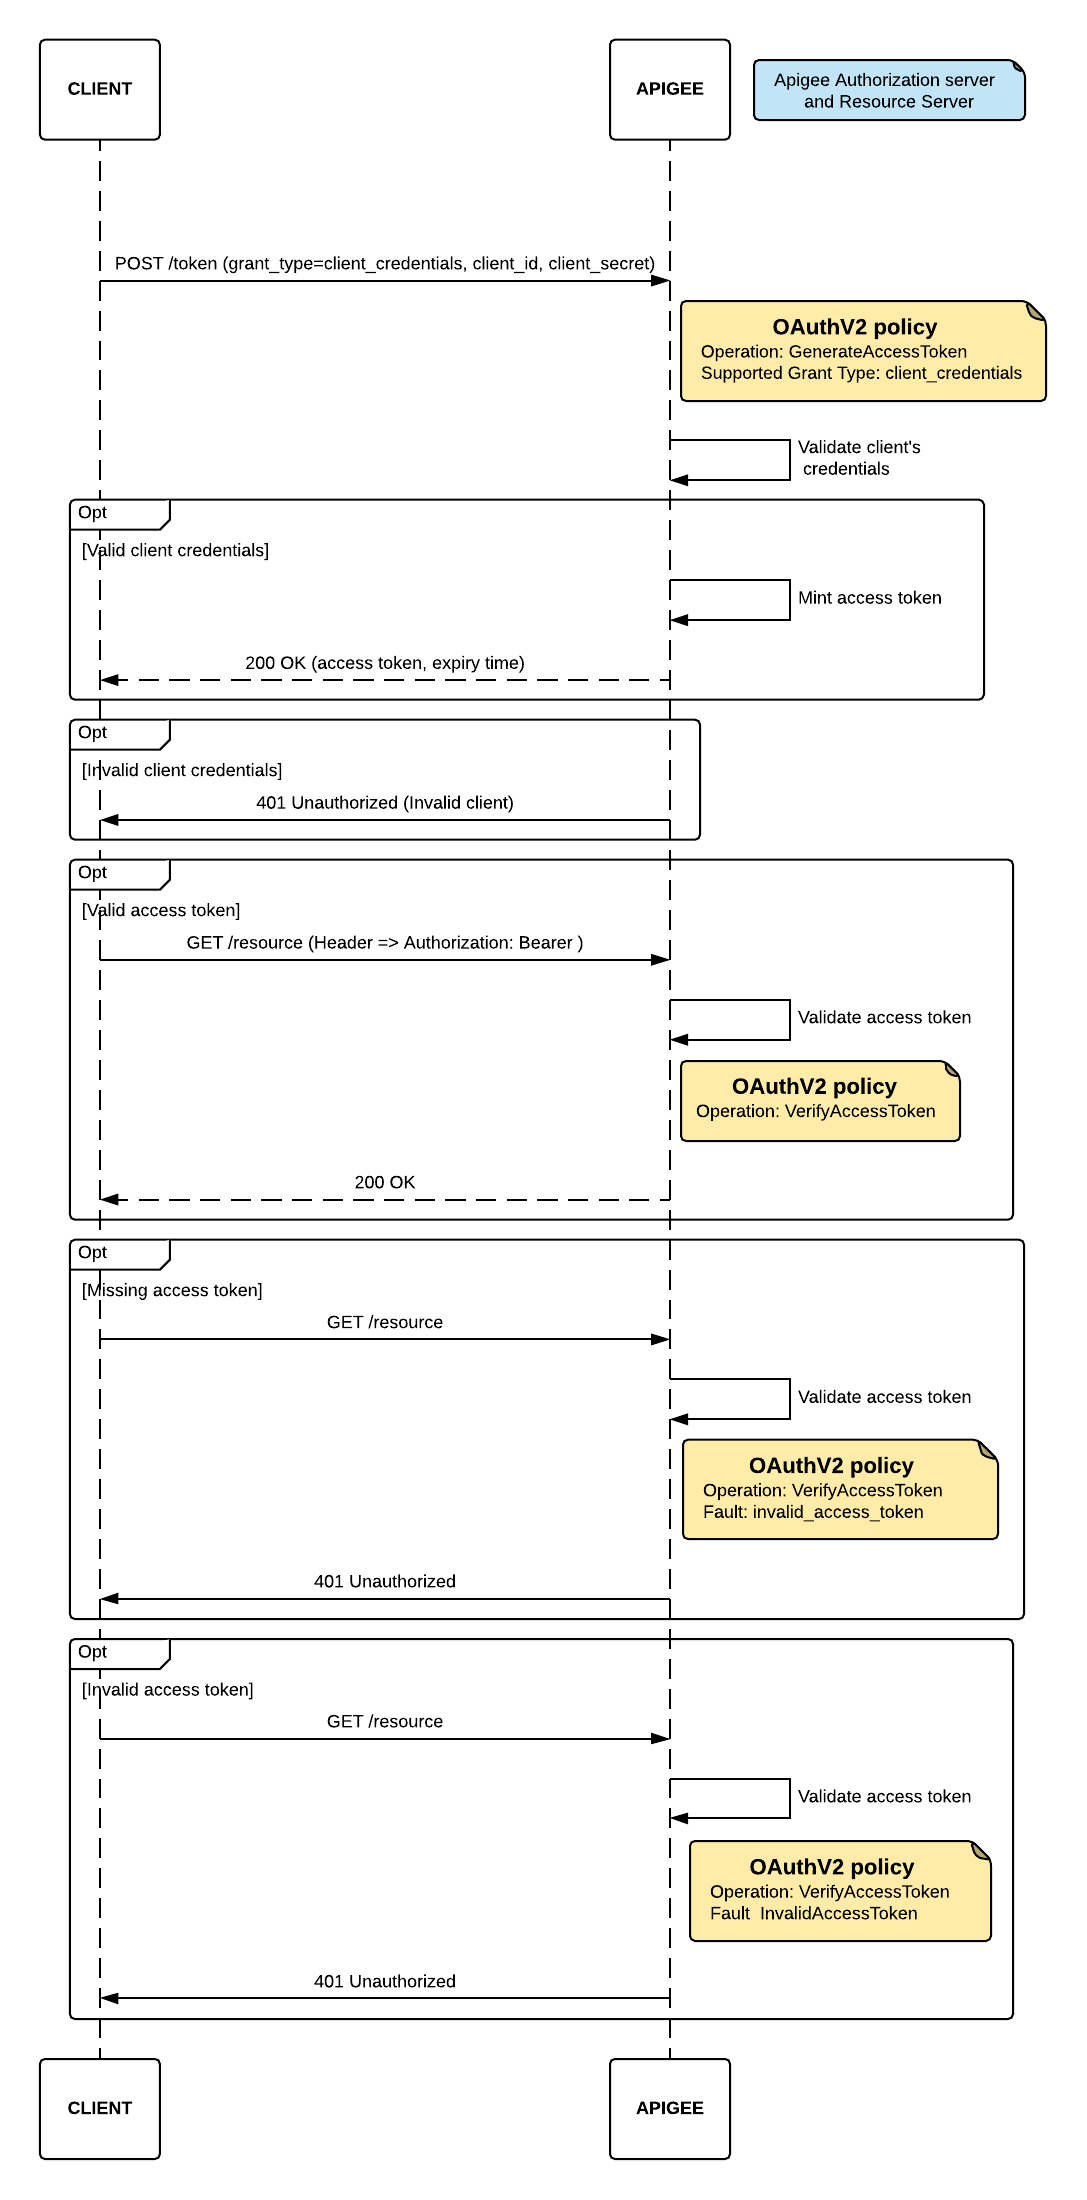 CLIENT
APIGEE
Apigee Authorization server
and Resource Server
POST /token (grant_type=client_credentials, client_id, client_secret)
OAuthV2 policy
Operation: GenerateAccessToken
Supported Grant Type: client_credentials
Validate client's
credentials
Opt
[Valid client credentials]
Mint access token
200 OK (access token, expiry time)
Opt
[Invalid client credentials]
401 Unauthorized (Invalid client)
Opt
[Valid access token]
GET /resource (Header => Authorization: Bearer )
Validate access token
OAuthV2 policy
Operation: VerifyAccessToken
200 OK
Opt
[Missing access token]
GET /resource
Validate access token
OAuthV2 policy
Operation: VerifyAccessToken
Fault: invalid_access_token
401 Unauthorized
Opt
[Invalid access token]
GET /resource
Validate access token
OAuthV2 policy
Operation: VerifyAccessToken
Fault  InvalidAccessToken
401 Unauthorized
CLIENT
APIGEE